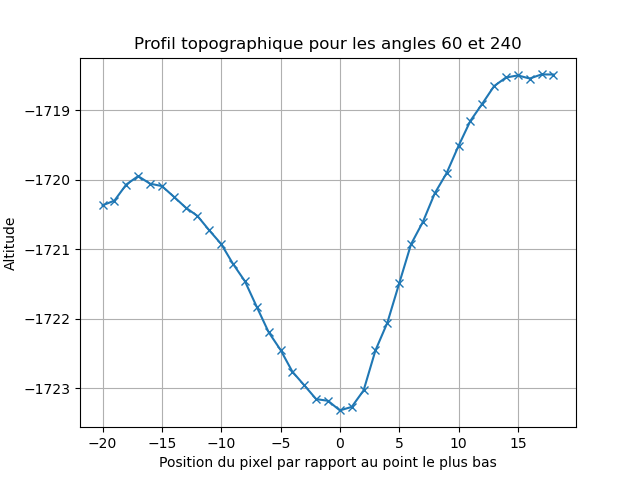 Profil topographique pour les angles 60 et 240
−1719
−1720
−1721
−1722
−1723
Altitude
−20 −15 −10 −5 0 5 10 15
Position du pixel par rapport au point le plus bas